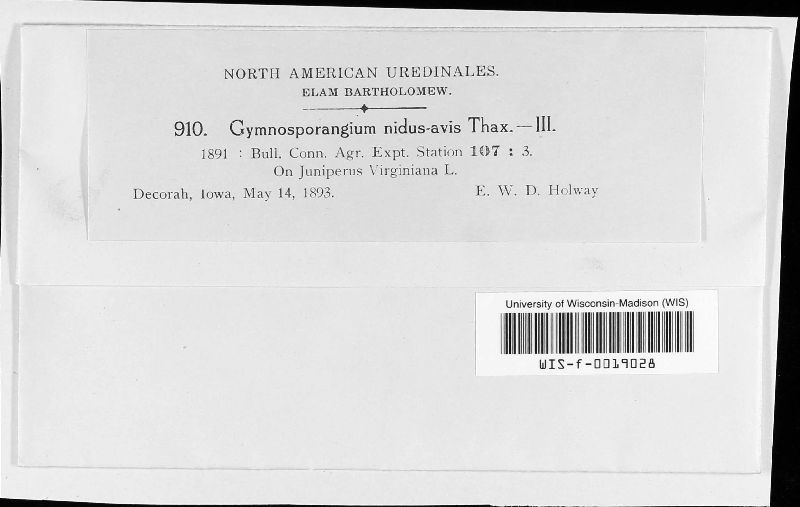 NORTH AMERICAN UREDINALES.
ELAM BARTHOLOMEW.
910. Gymnosporangium nidus-avis Thax.—III.
1891 : Bull. Conn. Agr. Expt. Station 107 : 3.
On Juniperus Virginiana L.
Decorah, Iowa, May 14, 1893. E. W. D. Holway
University of Wisconsin-Madison (WIS)
WIS-f-0019028